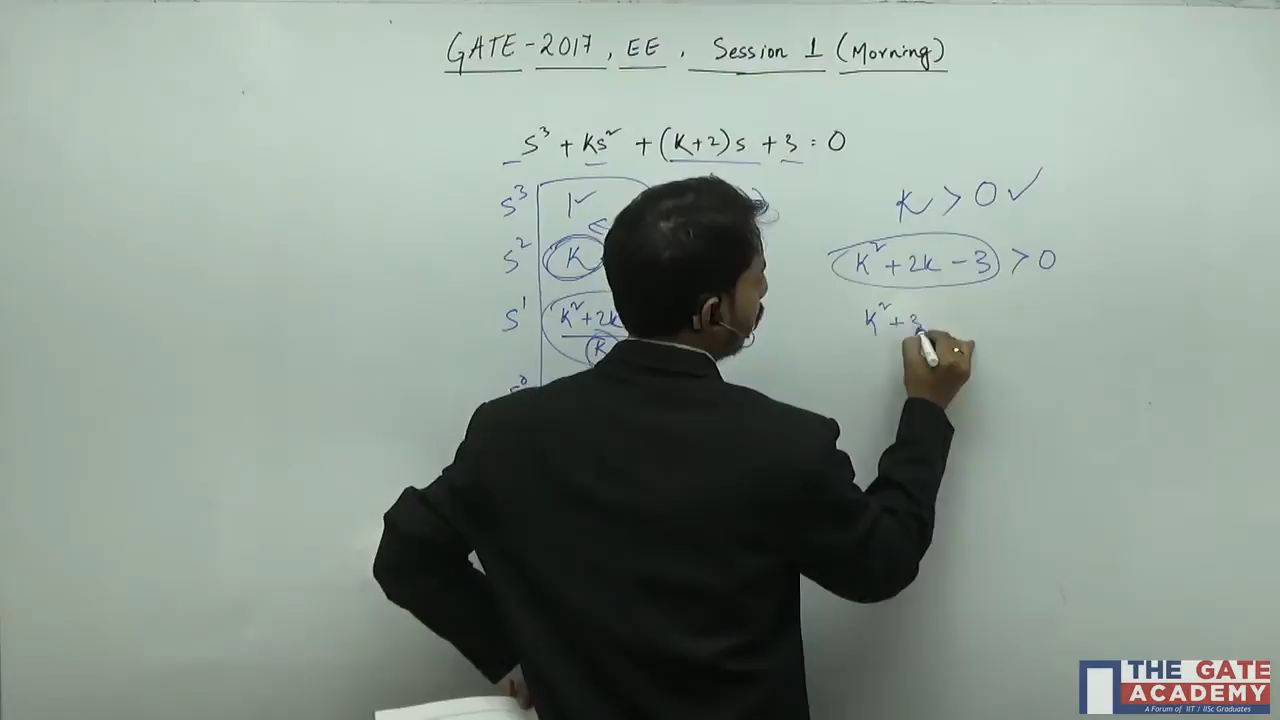 GATE - 2017, EE, Session 1 (Morning)
s³ + Ks² + (K+2)s + 3 = 0
s³ 1 ✓
K > 0 ✓
s² K
K² + 2K - 3 > 0
s¹ K² + 2K
K
K² + 3
s⁰
THE GATE
ACADEMY
A Forum of IIT / IISc Graduates